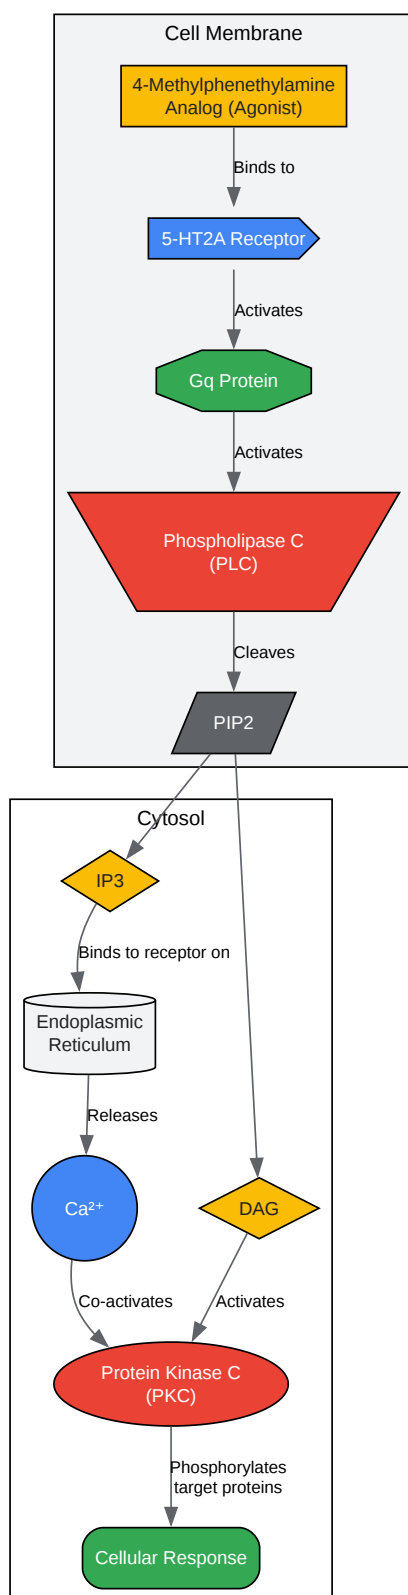 Cell Membrane
4-Methylphenethylamine
Analog (Agonist)
Binds to
5-HT2A Receptor
Activates
Gq Protein
Activates
Phospholipase C
(PLC)
Cleaves
PIP2
Cytosol
IP3
Binds to receptor on
Endoplasmic
Reticulum
Releases
Ca²⁺
DAG
Co-activates
Activates
Protein Kinase C
(PKC)
Phosphorylates
target proteins
Cellular Response